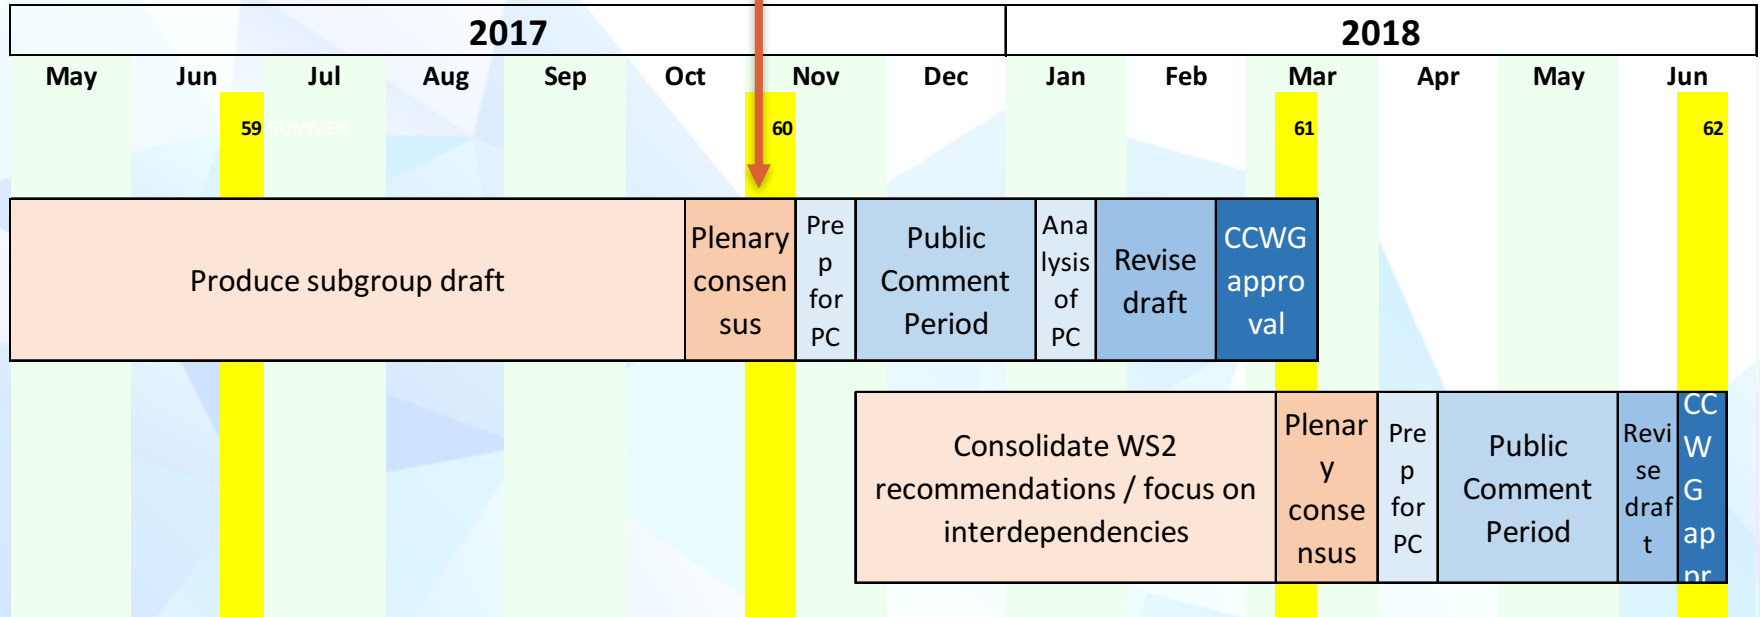 2017 2018
May Jun Jul Aug Sep Oct Nov Dec Jan Feb Mar Apr May Jun
59 SUMMER 60 61 62
Produce subgroup draft
Plenary
consen
sus
Pre
p
for
PC
Public
Comment
Period
Ana
lysis
of
PC
Revise
draft
CCWG
appro
val
Consolidate WS2
recommendations / focus on
interdependencies
Plenar
y
conse
nsus
Pre
p
for
PC
Public
Comment
Period
Revi
se
draf
t
CC
W
G
ap
pr